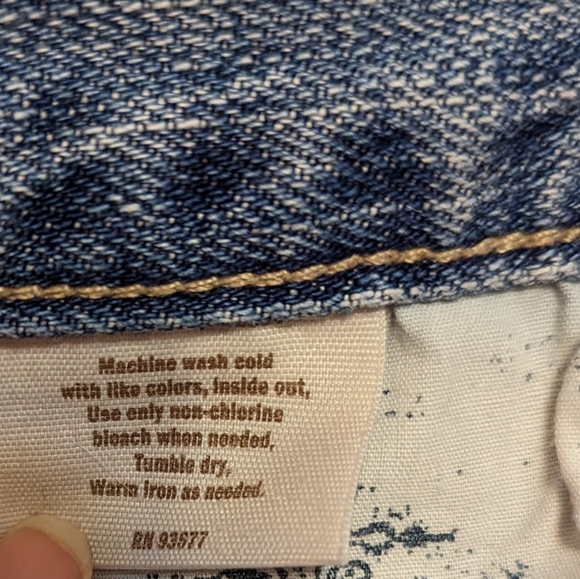 Machine wash cold
with like colors, inside out,
Use only non-chlorine
bleach when needed,
Tumble dry,
Warm iron as needed.
RN 93677